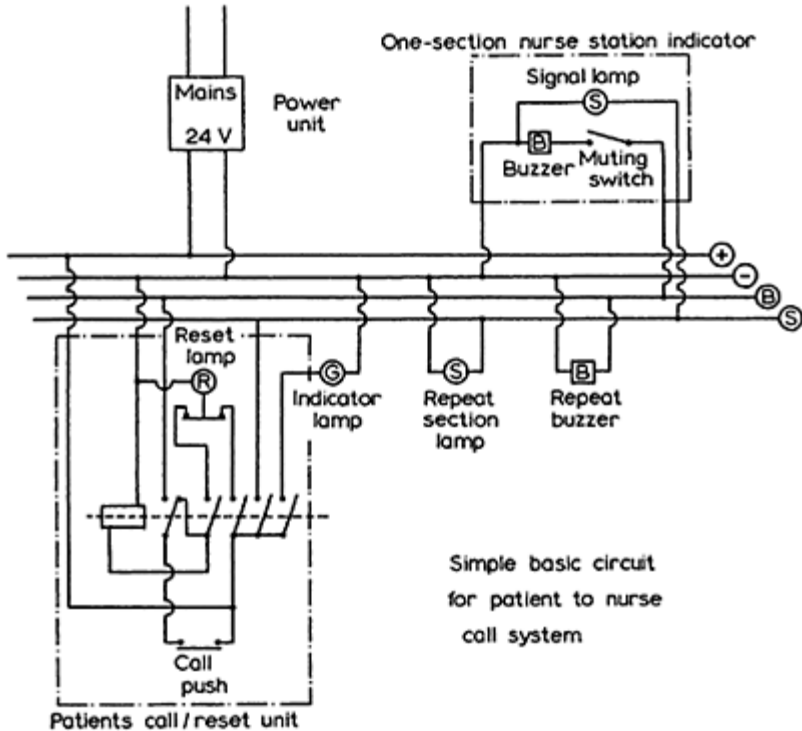 One-section nurse station indicator
Signal lamp
S
Mains
24 V
Power
unit
B
Buzzer
Muting
switch
+
-
B
S
Reset
lamp
R
G
Indicator
lamp
S
Repeat
section
lamp
B
Repeat
buzzer
Simple basic circuit
for patient to nurse
call system
Call
push
Patients call/reset unit